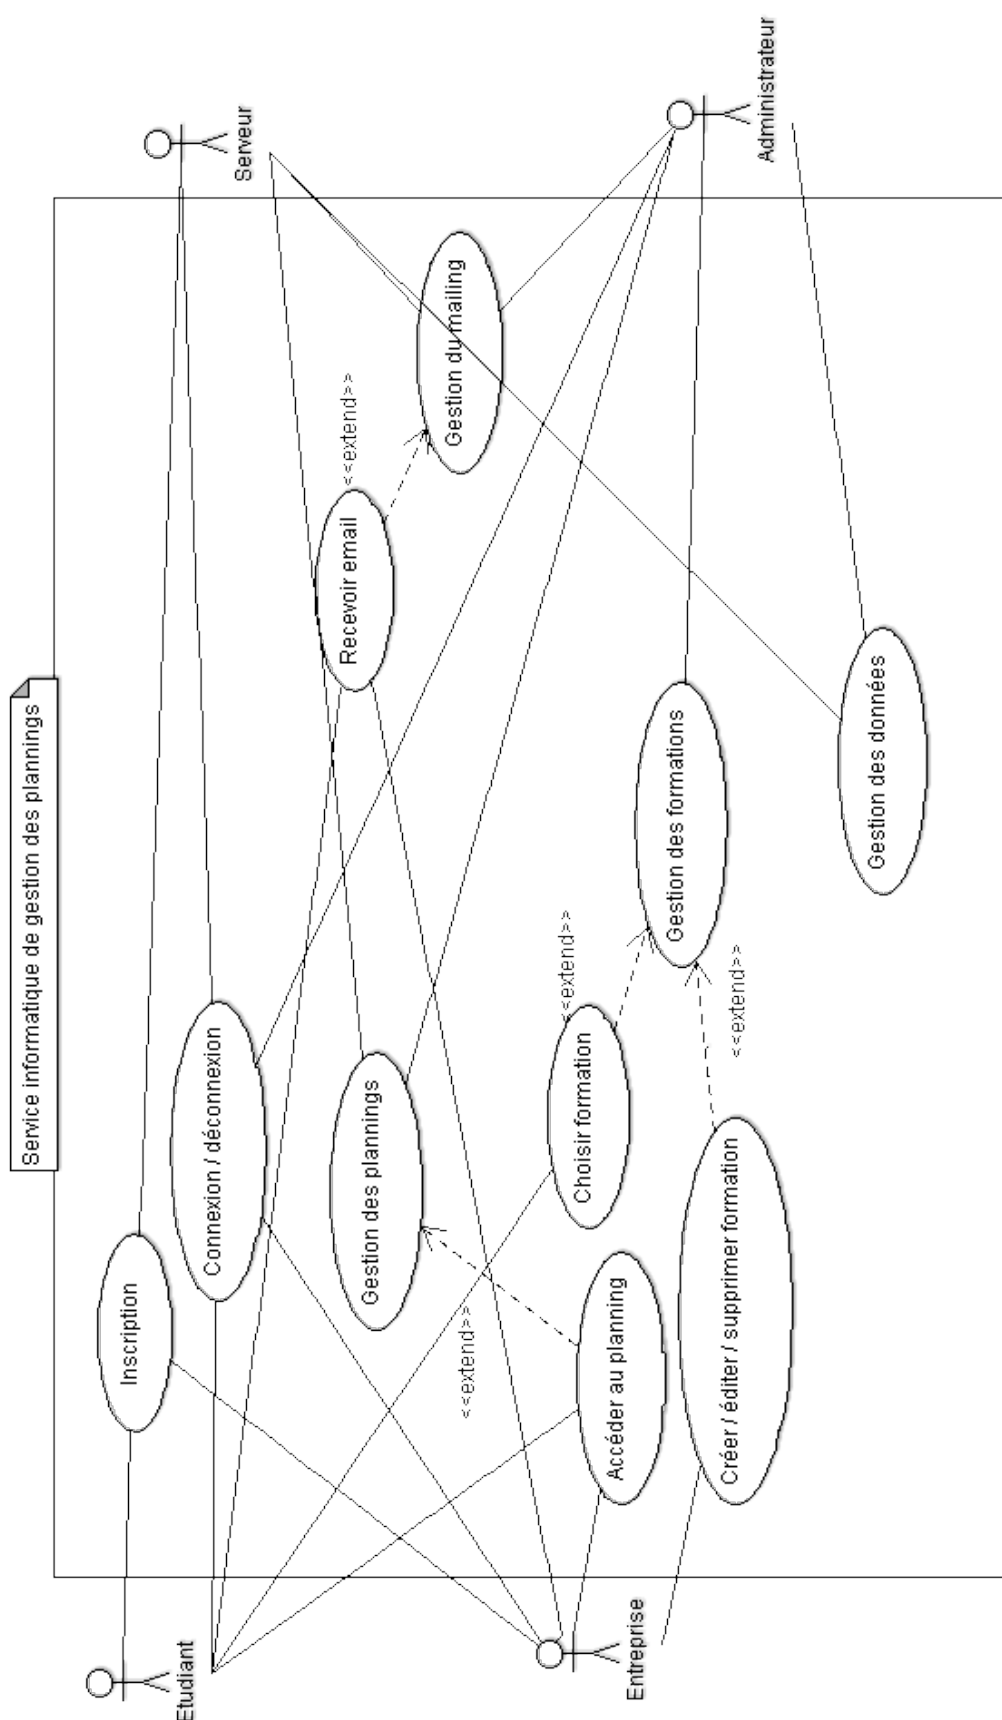 Service informatique de gestion des plannings
Etudiant
Serveur
Inscription
Connexion / déconnexion
Recevoir email
<<extend>>
Gestion des plannings
Gestion du mailing
<<extend>>
Choisir formation
<<extend>>
Accéder au planning
Gestion des formations
Entreprise
Créer / éditer / supprimer formation
<<extend>>
Administrateur
Gestion des données